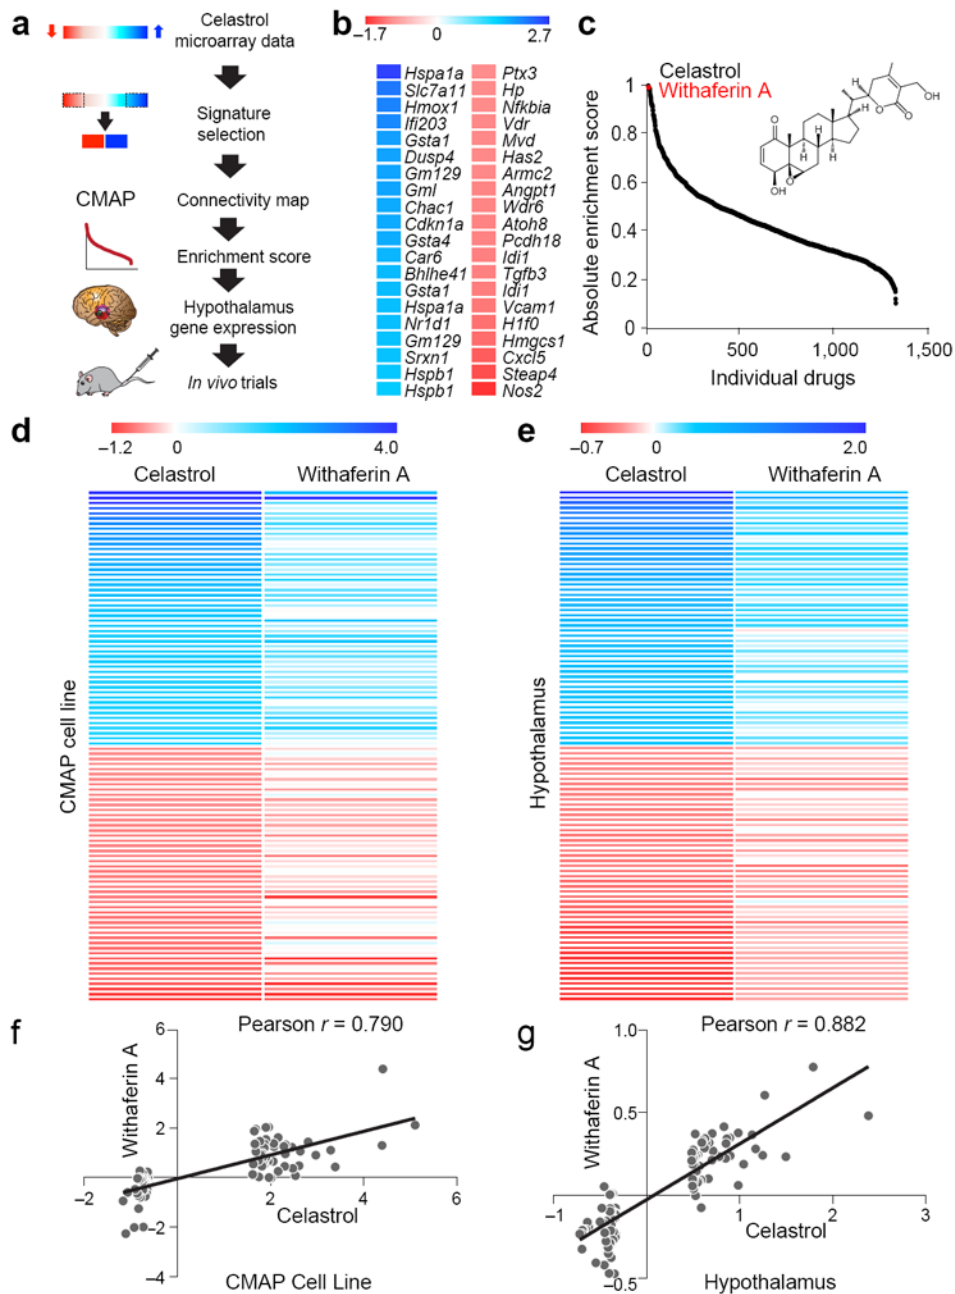 a
Celastrol
microarray data
Signature
selection
CMAP
Connectivity map
Enrichment score
Hypothalamus
gene expression
In vivo trials
b
–1.7
0
2.7
Hspa1a
Slc7a11
Hmox1
Ifi203
Gsta1
Dusp4
Gm129
Gml
Chac1
Cdkn1a
Gsta4
Car6
Bhlhe41
Gsta1
Hspa1a
Nr1d1
Gm129
Srxn1
Hspb1
Hspb1
Ptx3
Hp
Nfkbia
Vdr
Mvd
Has2
Armc2
Angpt1
Wdr6
Atoh8
Pcdh18
Idi1
Tgfb3
Idi1
Vcam1
H1f0
Hmgcs1
Cxcl5
Steap4
Nos2
c
Celastrol
Withaferin A
O
OH
O
O
O
OH
H
H
H
H
Absolute enrichment score
1
0.8
0.6
0.4
0.2
0
0
500
1,000
1,500
Individual drugs
d
–1.2
0
4.0
Celastrol
Withaferin A
CMAP cell line
e
–0.7
0
2.0
Celastrol
Withaferin A
Hypothalamus
f
Pearson r = 0.790
Withaferin A
6
4
2
–2
–4
–2
0
2
4
6
Celastrol
CMAP Cell Line
g
Pearson r = 0.882
Withaferin A
1.0
0.5
–0.5
–1
0
1
2
3
Celastrol
Hypothalamus